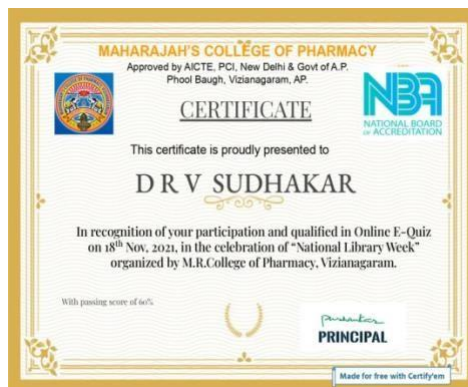 MAHARAJAH'S COLLEGE OF PHARMACY
Approved by AICTE, PCI, New Delhi & Govt of A.P.
Phool Baugh, Vizianagaram, AP.
NBA
NATIONAL BOARD
OF ACCREDITATION
CERTIFICATE
This certificate is proudly presented to
D R V SUDHAKAR
In recognition of your participation and qualified in Online E-Quiz
on 18th Nov, 2021, in the celebration of "National Library Week"
organized by M.R.College of Pharmacy, Vizianagaram.
With passing score of 60%
PRINCIPAL
Made for free with Certify'em